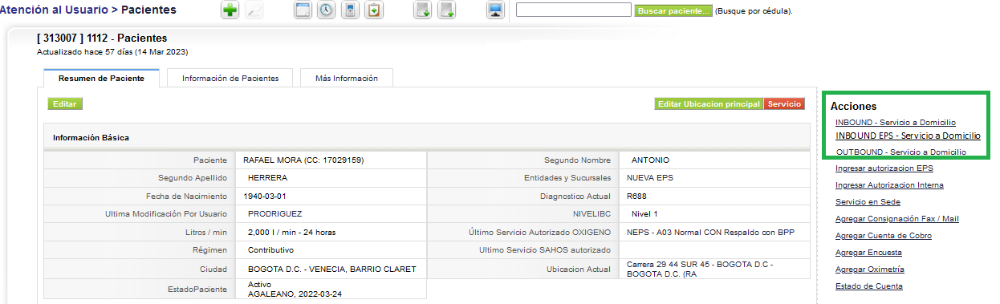 Atención al Usuario > Pacientes
Buscar paciente... (Busque por cédula).
[ 313007 ] 1112 - Pacientes
Actualizado hace 57 días (14 Mar 2023)
Resumen de Paciente Información de Pacientes Más Información
Editar Editar Ubicacion principal Servicio
Información Básica
Paciente RAFAEL MORA (CC: 17029159) Segundo Nombre ANTONIO
Segundo Apellido HERRERA Entidades y Sucursales NUEVA EPS
Fecha de Nacimiento 1940-03-01 Diagnostico Actual R688
Ultima Modificación Por Usuario PRODRIGUEZ NIVELIBC Nivel 1
Litros / min 2,000 l / min - 24 horas Último Servicio Autorizado OXIGENO NEPS - A03 Normal CON Respaldo con BPP
Régimen Contributivo Ultimo Servicio SAHOS autorizado
Ciudad BOGOTA D.C. - VENECIA, BARRIO CLARET Ubicacion Actual Carrera 29 44 SUR 45 - BOGOTA D.C -
BOGOTA D.C. (RA
EstadoPaciente Activo
AGALEANO, 2022-03-24
Acciones
INBOUND - Servicio a Domicilio
INBOUND EPS - Servicio a Domicilio
OUTBOUND - Servicio a Domicilio
Ingresar autorizacion EPS
Ingresar Autorizacion Interna
Servicio en Sede
Agregar Consignación Fax / Mail
Agregar Cuenta de Cobro
Agregar Encuesta
Agregar Oximetría
Estado de Cuenta